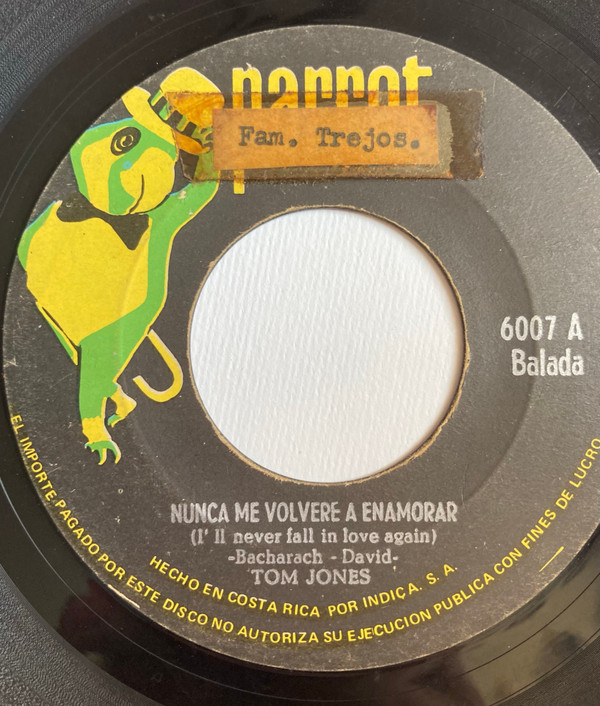 parrot
Fam. Trejos.
6007 A
Balada
NUNCA ME VOLVERE A ENAMORAR
(I' ll never fall in love again)
-Bacharach - David-
TOM JONES
HECHO EN COSTA RICA POR INDICA. S. A.
EL IMPORTE PAGADO POR ESTE DISCO NO AUTORIZA SU EJECUCION PUBLICA CON FINES DE LUCRO